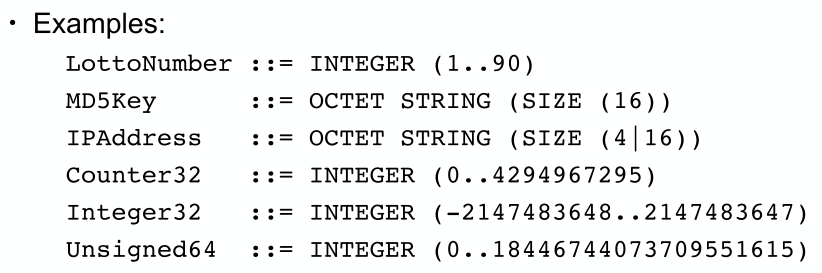 • Examples:
LottoNumber ::= INTEGER (1..90)
MD5Key ::= OCTET STRING (SIZE (16))
IPAddress ::= OCTET STRING (SIZE (4|16))
Counter32 ::= INTEGER (0..4294967295)
Integer32 ::= INTEGER (-2147483648..2147483647)
Unsigned64 ::= INTEGER (0..18446744073709551615)